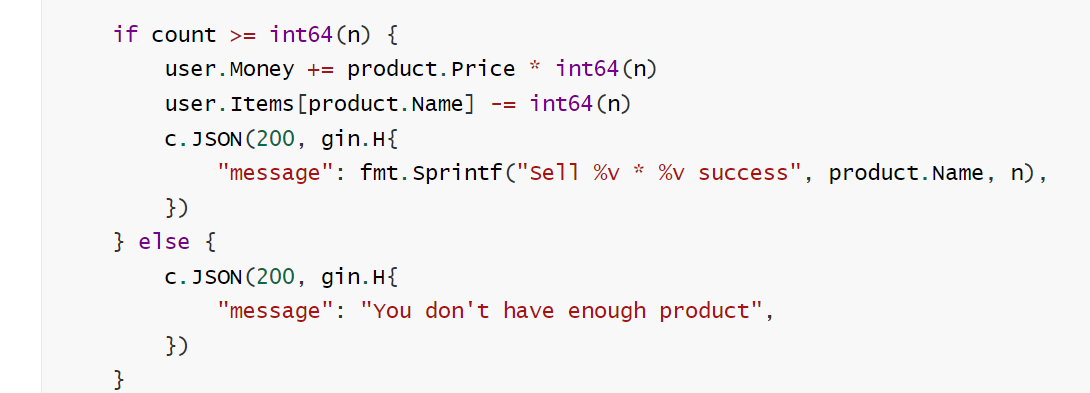 if count >= int64(n) {
user.Money += product.Price * int64(n)
user.Items[product.Name] -= int64(n)
c.JSON(200, gin.H{
"message": fmt.Sprintf("Sell %v * %v success", product.Name, n),
})
} else {
c.JSON(200, gin.H{
"message": "You don't have enough product",
})
}